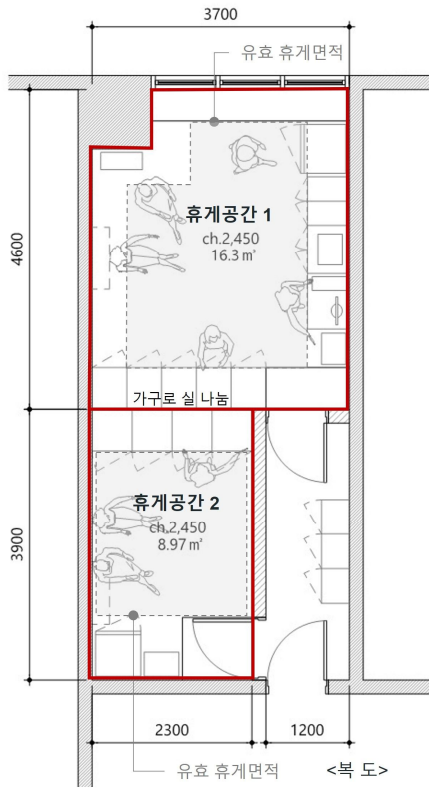 3700
유효 휴게면적
4600
휴게공간 1
ch.2,450
16.3㎡
가구로 실 나눔
3900
휴게공간 2
ch.2,450
8.97㎡
2300
1200
유효 휴게면적
<복 도>